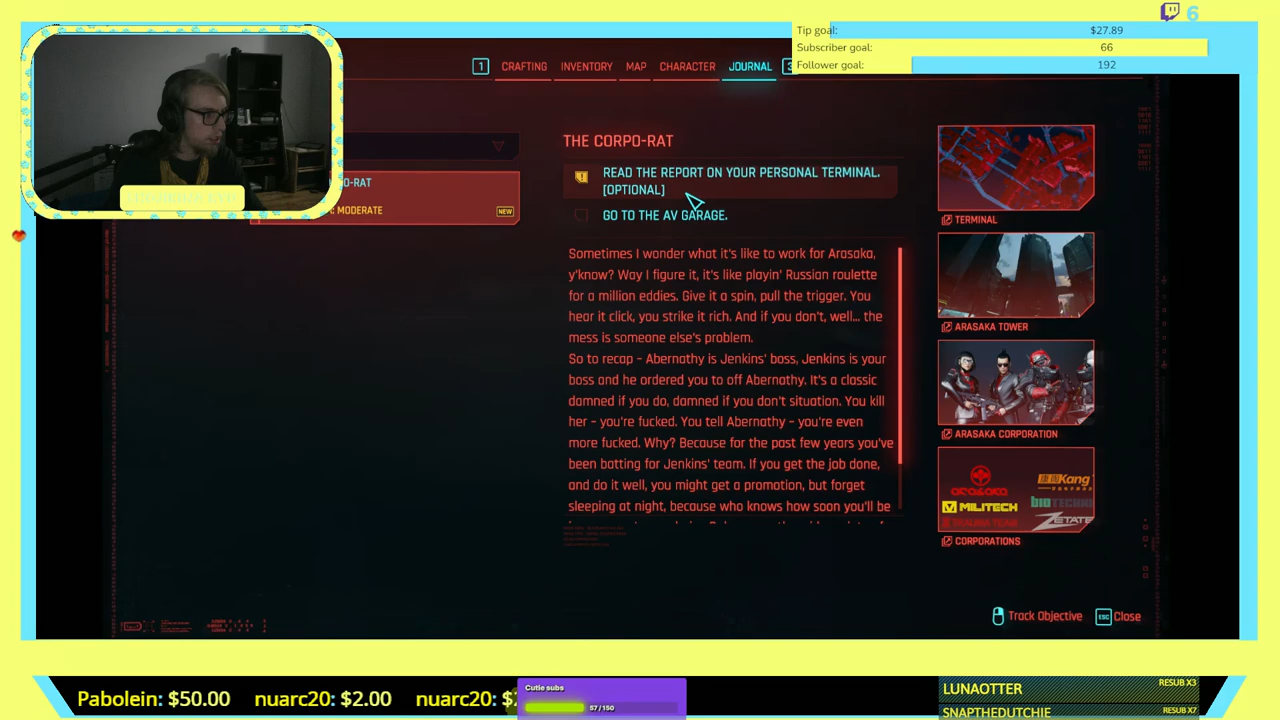 6
Tip goal: $27.89
Subscriber goal: 66
Follower goal: 192
1 CRAFTING INVENTORY MAP CHARACTER JOURNAL
THE CORPO-RAT
READ THE REPORT ON YOUR PERSONAL TERMINAL.
[OPTIONAL]
GO TO THE AV GARAGE.
O-RAT
MODERATE
NEW
Sometimes I wonder what it's like to work for Arasaka,
y'know? Way I figure it, it's like playin' Russian roulette
for a million eddies. Give it a spin, pull the trigger. You
hear it click, you strike it rich. And if you don't, well... the
mess is someone else's problem.
So to recap – Abernathy is Jenkins' boss, Jenkins is your
boss and he ordered you to off Abernathy. It's a classic
damned if you do, damned if you don't situation. You kill
her – you're fucked. You tell Abernathy – you're even
more fucked. Why? Because for the past few years you've
been batting for Jenkins' team. If you get the job done,
and do it well, you might get a promotion, but forget
sleeping at night, because who knows how soon you'll be
TERMINAL
ARASAKA TOWER
ARASAKA CORPORATION
ARASAKA
Kang
MILITECH
BIOTECHN
TRAUMA TEAM
ZETATE
CORPORATIONS
Track Objective
ESC Close
Pabolein: $50.00 nuarc20: $2.00 nuarc20: $
Cutie subs
57 / 150
LUNAOTTER RESUB X3
SNAPTHEDUTCHIE RESUB X7